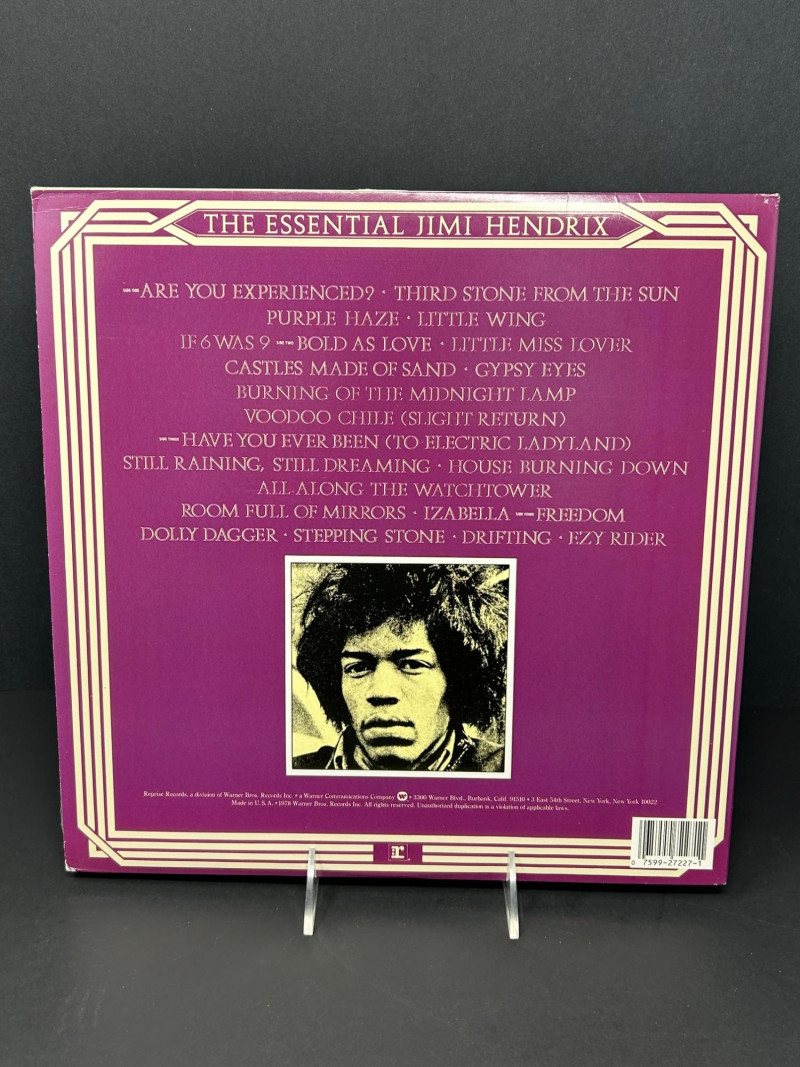 THE ESSENTIAL JIMI HENDRIX
SIDE ONE ARE YOU EXPERIENCED? · THIRD STONE FROM THE SUN
PURPLE HAZE · LITTLE WING
IF 6 WAS 9 SIDE TWO BOLD AS LOVE · LITTLE MISS LOVER
CASTLES MADE OF SAND · GYPSY EYES
BURNING OF THE MIDNIGHT LAMP
VOODOO CHILE (SLIGHT RETURN)
SIDE THREE HAVE YOU EVER BEEN (TO ELECTRIC LADYLAND)
STILL RAINING, STILL DREAMING · HOUSE BURNING DOWN
ALL ALONG THE WATCHTOWER
ROOM FULL OF MIRRORS · IZABELLA SIDE FOUR FREEDOM
DOLLY DAGGER · STEPPING STONE · DRIFTING · EZY RIDER
Reprise Records, a division of Warner Bros. Records Inc. • a Warner Communications Company • 3300 Warner Blvd., Burbank, Calif. 91510 • 3 East 54th Street, New York, New York 10022
Made in U.S.A. • 1978 Warner Bros. Records Inc. All rights reserved. Unauthorized duplication is a violation of applicable laws.
r
0 7599-27227-1